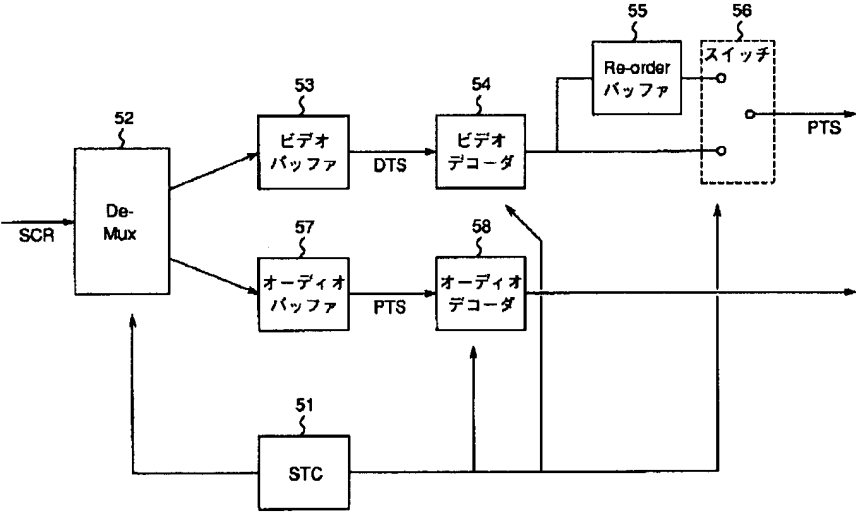 55
56
スイッチ
Re-order
バッファ
PTS
53
54
52
ビデオ
バッファ
DTS
ビデオ
デコーダ
De-
Mux
SCR
57
58
オーディオ
バッファ
PTS
オーディオ
デコーダ
51
STC